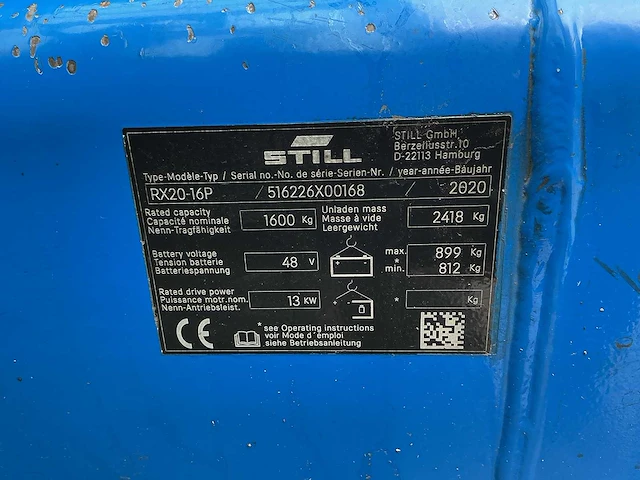 STILL
STILL GmbH
Berzeliusstr.10
D-22113 Hamburg
Type-Modèle-Typ / Serial no.-No. de série-Serien-Nr. / year-année-Baujahr
RX20-16P / 516226X00168 / 2020
Rated capacity
Capacité nominale
Nenn-Tragfähigkeit
1600 Kg
Unladen mass
Masse à vide
Leergewicht
2418 Kg
Battery voltage
Tension batterie
Batteriespannung
48 V
max. 899 Kg
*
min. 812 Kg
Rated drive power
Puissance motr.nom.
Nenn-Antriebsleist.
13 KW
* Kg
CE
* see Operating instructions
voir Mode d'emploi
siehe Betriebsanleitung